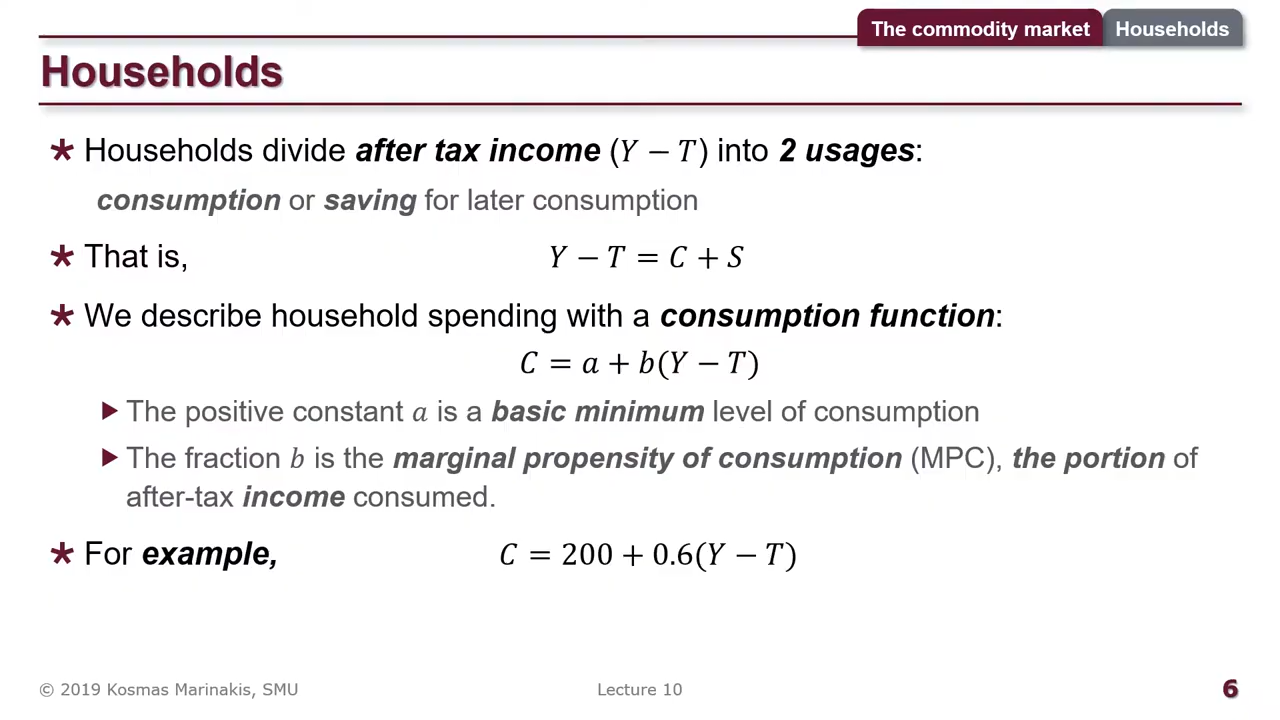 The commodity market Households
Households
* Households divide after tax income (Y − T) into 2 usages:
consumption or saving for later consumption
* That is, Y − T = C + S
* We describe household spending with a consumption function:
C = a + b(Y − T)
▶ The positive constant a is a basic minimum level of consumption
▶ The fraction b is the marginal propensity of consumption (MPC), the portion of
after-tax income consumed.
* For example, C = 200 + 0.6(Y − T)
© 2019 Kosmas Marinakis, SMU Lecture 10 6